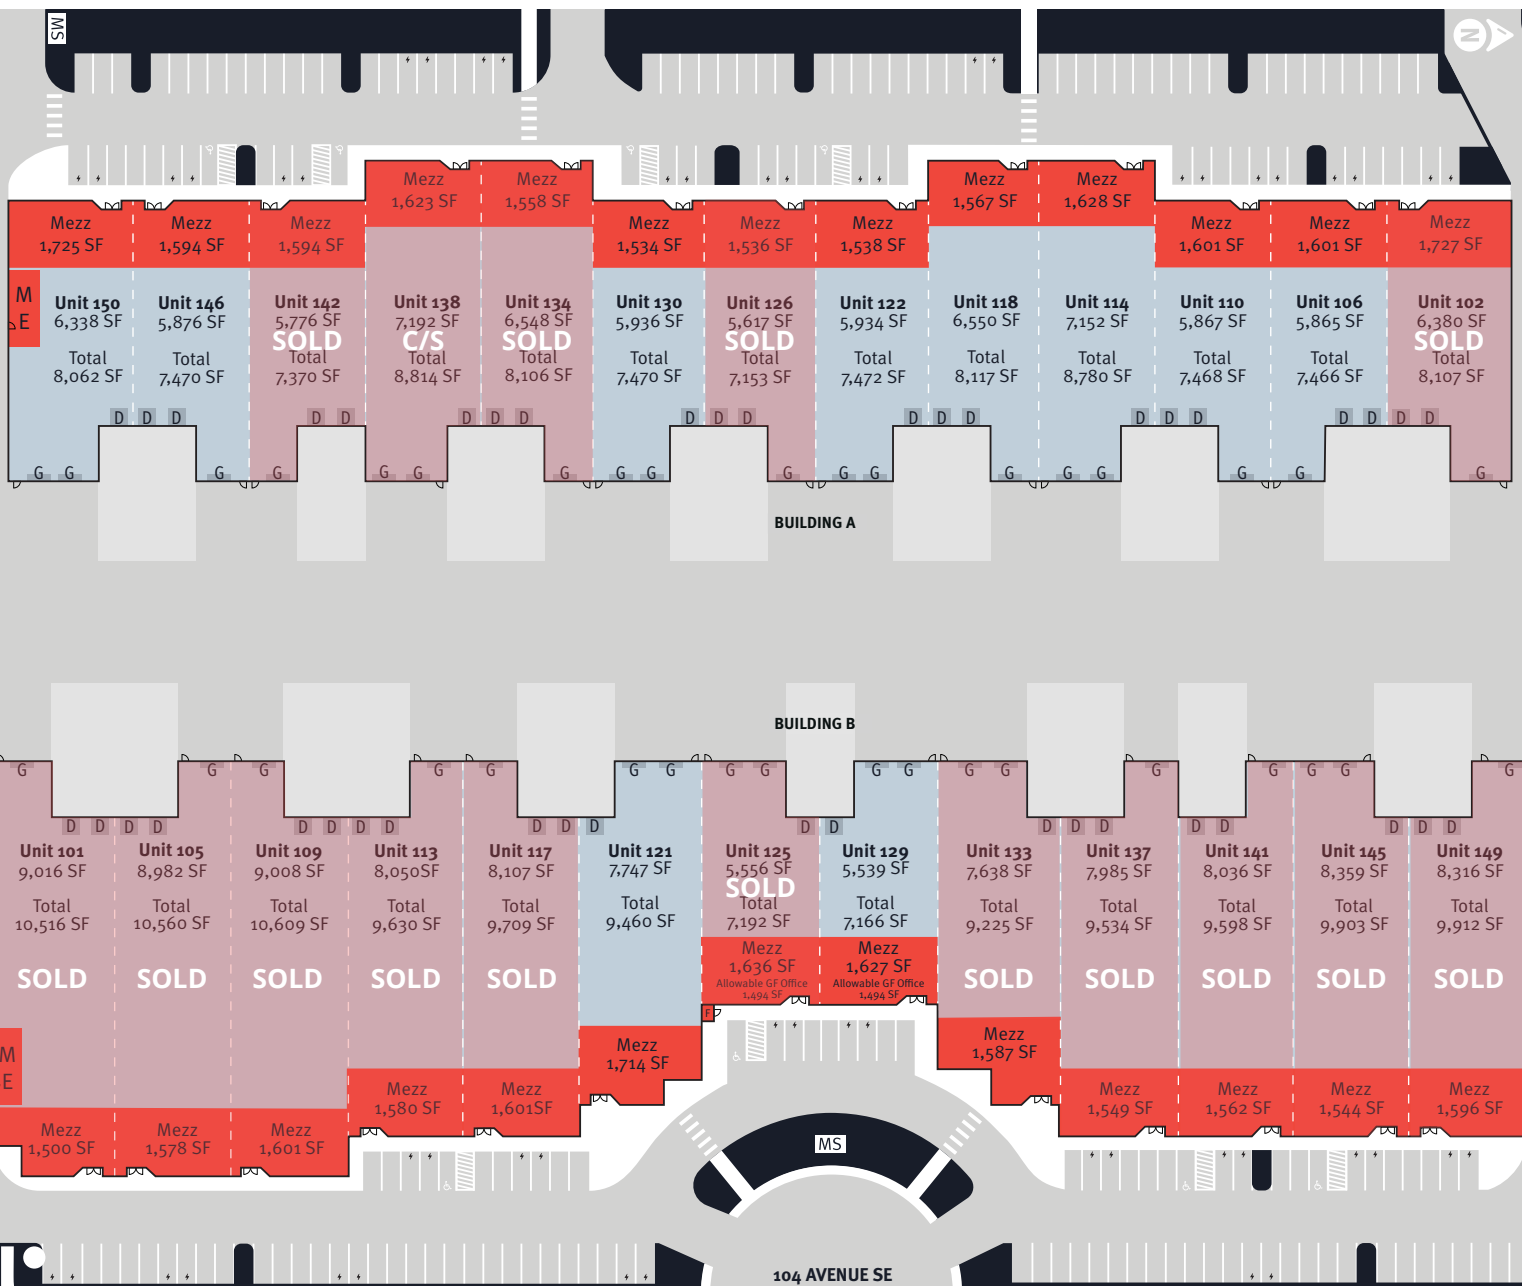 MS
N
Mezz
1,725 SF
Mezz
1,594 SF
Mezz
1,594 SF
Mezz
1,623 SF
Mezz
1,558 SF
Mezz
1,534 SF
Mezz
1,536 SF
Mezz
1,538 SF
Mezz
1,567 SF
Mezz
1,628 SF
Mezz
1,601 SF
Mezz
1,601 SF
Mezz
1,727 SF
M
E
Unit 150
6,338 SF
Total
8,062 SF
Unit 146
5,876 SF
Total
7,470 SF
Unit 142
5,776 SF
SOLD
Total
7,370 SF
Unit 138
7,192 SF
C/S
Total
8,814 SF
Unit 134
6,548 SF
SOLD
Total
8,106 SF
Unit 130
5,936 SF
Total
7,470 SF
Unit 126
5,617 SF
SOLD
Total
7,153 SF
Unit 122
5,934 SF
Total
7,472 SF
Unit 118
6,550 SF
Total
8,117 SF
Unit 114
7,152 SF
Total
8,780 SF
Unit 110
5,867 SF
Total
7,468 SF
Unit 106
5,865 SF
Total
7,466 SF
Unit 102
6,380 SF
SOLD
Total
8,107 SF
D D D D D D D D D D D D D D D D D D D D D D
G G G G G G G G G G G G G G G G G
BUILDING A
BUILDING B
G G G G G G G G G G G G G G G G G G
D D D D D D D D D D D D D D D D D D D D D
Unit 101
9,016 SF
Total
10,516 SF
SOLD
Unit 105
8,982 SF
Total
10,560 SF
SOLD
Unit 109
9,008 SF
Total
10,609 SF
SOLD
Unit 113
8,050SF
Total
9,630 SF
SOLD
Unit 117
8,107 SF
Total
9,709 SF
SOLD
Unit 121
7,747 SF
Total
9,460 SF
Unit 125
5,556 SF
SOLD
Total
7,192 SF
Unit 129
5,539 SF
Total
7,166 SF
Unit 133
7,638 SF
Total
9,225 SF
SOLD
Unit 137
7,985 SF
Total
9,534 SF
SOLD
Unit 141
8,036 SF
Total
9,598 SF
SOLD
Unit 145
8,359 SF
Total
9,903 SF
SOLD
Unit 149
8,316 SF
Total
9,912 SF
SOLD
Mezz
1,636 SF
Allowable GF Office
1,494 SF
Mezz
1,627 SF
Allowable GF Office
1,494 SF
F
M
E
Mezz
1,714 SF
Mezz
1,587 SF
Mezz
1,580 SF
Mezz
1,601SF
Mezz
1,549 SF
Mezz
1,562 SF
Mezz
1,544 SF
Mezz
1,596 SF
Mezz
1,500 SF
Mezz
1,578 SF
Mezz
1,601 SF
MS
104 AVENUE SE